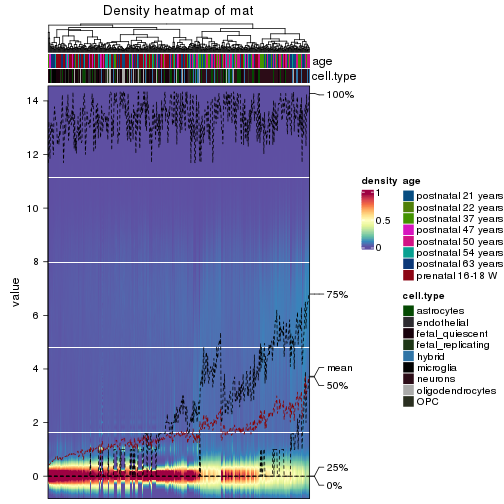 Density heatmap of mat
age
cell.type
100%
75%
mean
50%
25%
0%
value
14
12
10
8
6
4
2
0
density
1
0.5
0
age
postnatal 21 years
postnatal 22 years
postnatal 37 years
postnatal 47 years
postnatal 50 years
postnatal 54 years
postnatal 63 years
prenatal 16-18 W
cell.type
astrocytes
endothelial
fetal_quiescent
fetal_replicating
hybrid
microglia
neurons
oligodendrocytes
OPC